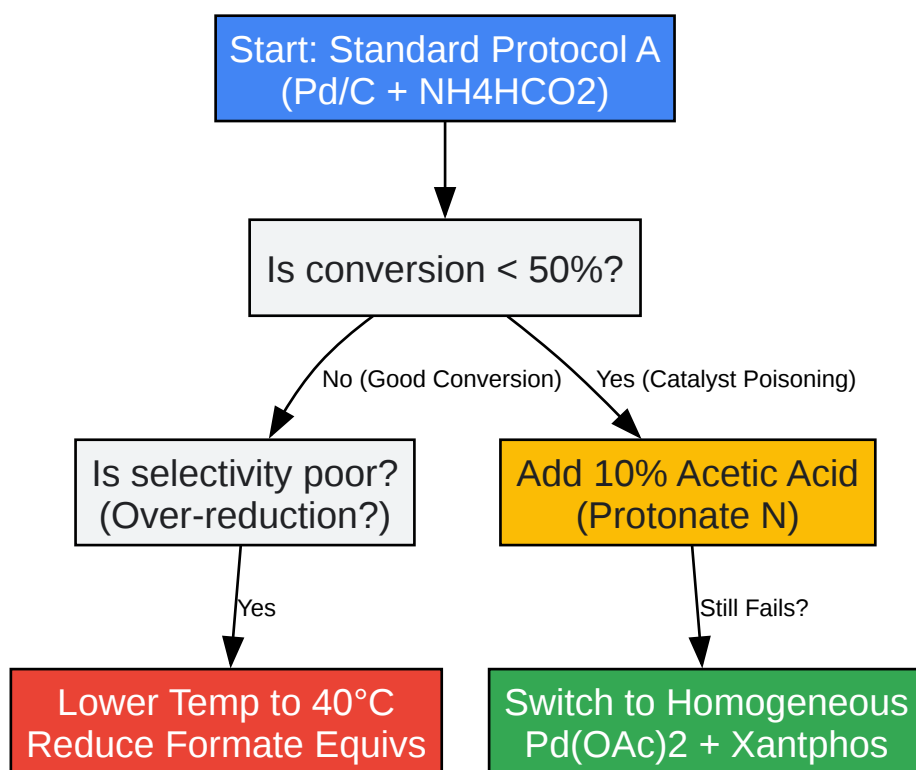 Start: Standard Protocol A
(Pd/C + NH4HCO2)
Is conversion < 50%?
No (Good Conversion)
Yes (Catalyst Poisoning)
Is selectivity poor?
(Over-reduction?)
Add 10% Acetic Acid
(Protonate N)
Yes
Still Fails?
Lower Temp to 40°C
Reduce Formate Equivs
Switch to Homogeneous
Pd(OAc)2 + Xantphos